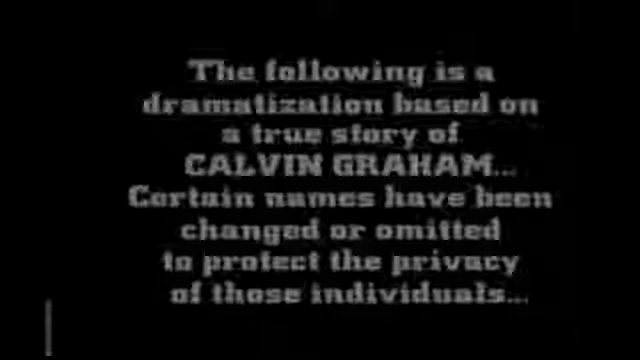 The following is a
dramatization based on
a true story of
CALVIN GRAHAM...
Certain names have been
changed or omitted
to protect the privacy
of those individuals...